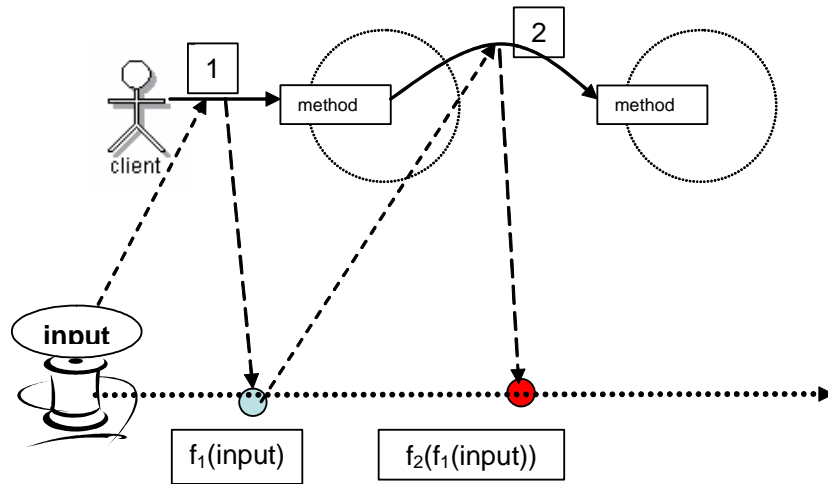 1
2
method
method
client
input
f₁(input)
f₂(f₁(input))